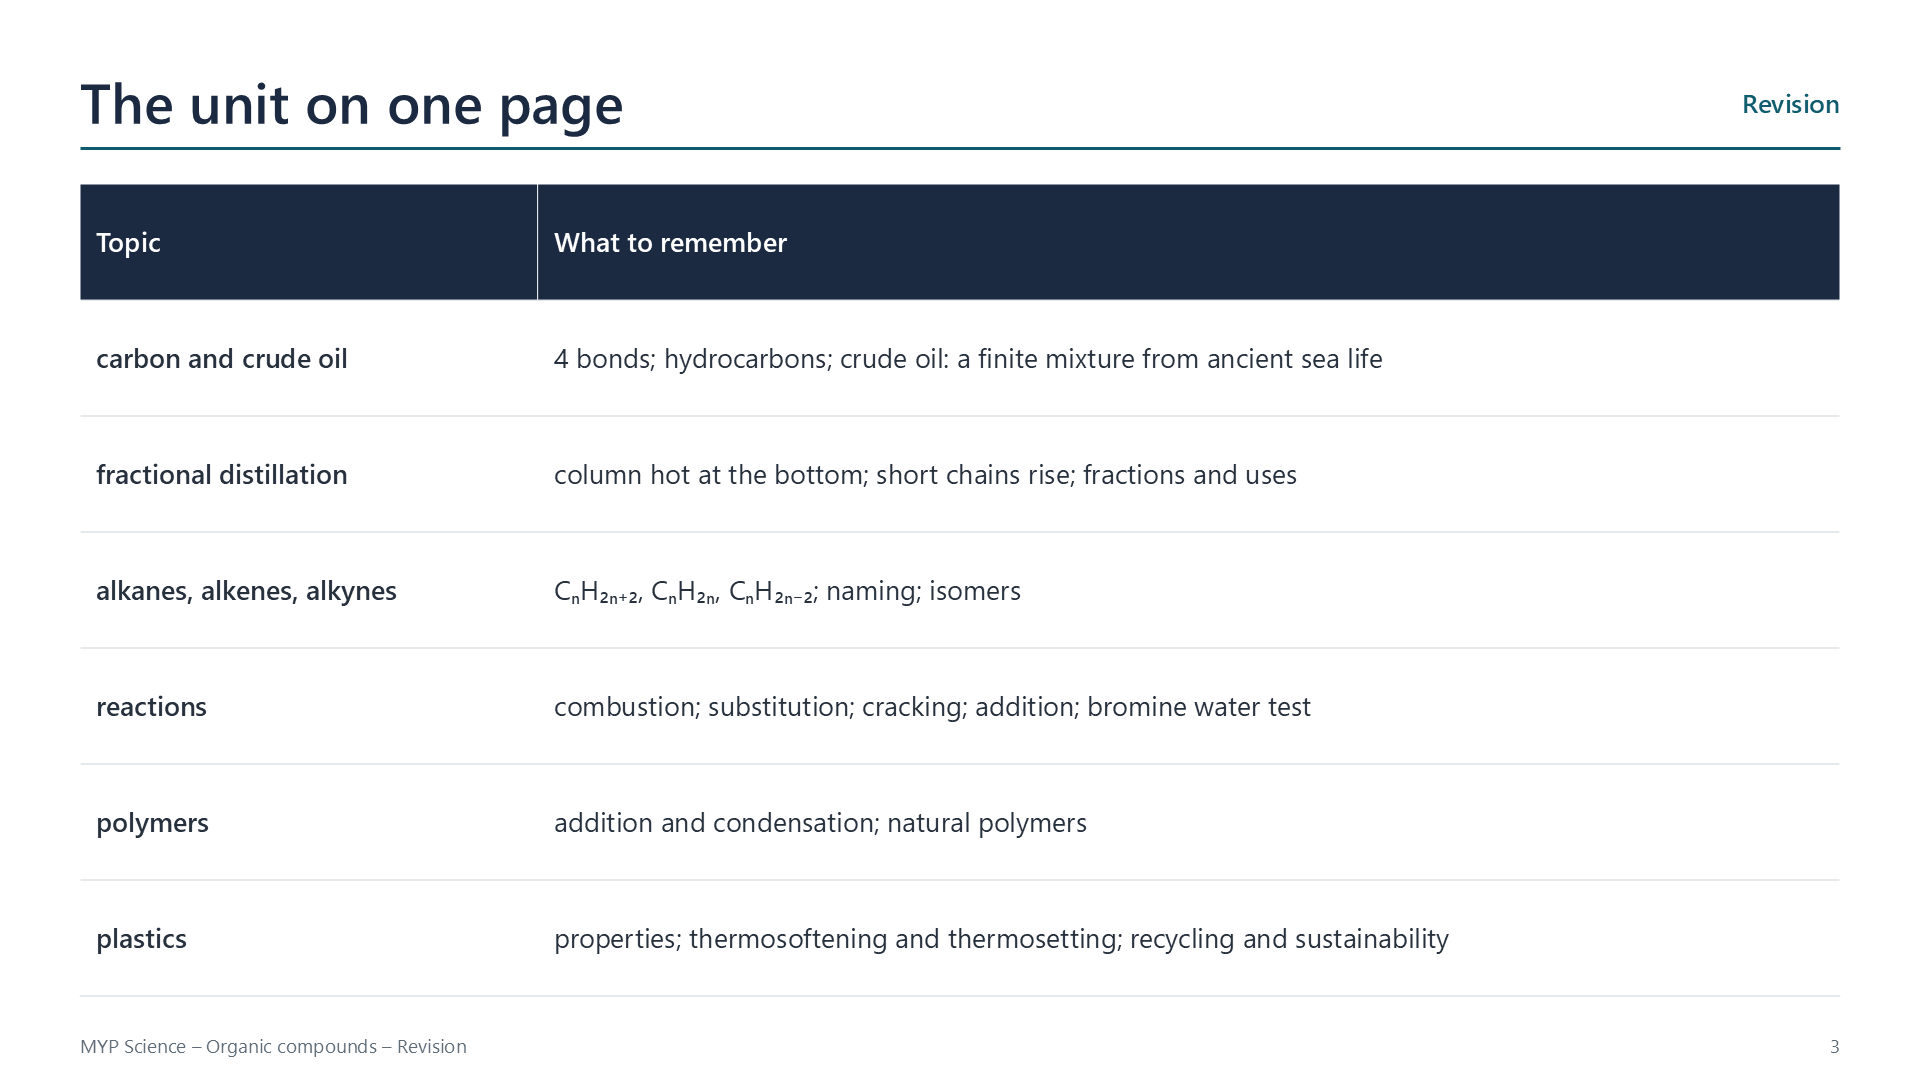 The unit on one page
Revision
Topic What to remember
carbon and crude oil 4 bonds; hydrocarbons; crude oil: a finite mixture from ancient sea life
fractional distillation column hot at the bottom; short chains rise; fractions and uses
alkanes, alkenes, alkynes CₙH₂ₙ₊₂, CₙH₂ₙ, CₙH₂ₙ₋₂; naming; isomers
reactions combustion; substitution; cracking; addition; bromine water test
polymers addition and condensation; natural polymers
plastics properties; thermosoftening and thermosetting; recycling and sustainability
MYP Science – Organic compounds – Revision 3